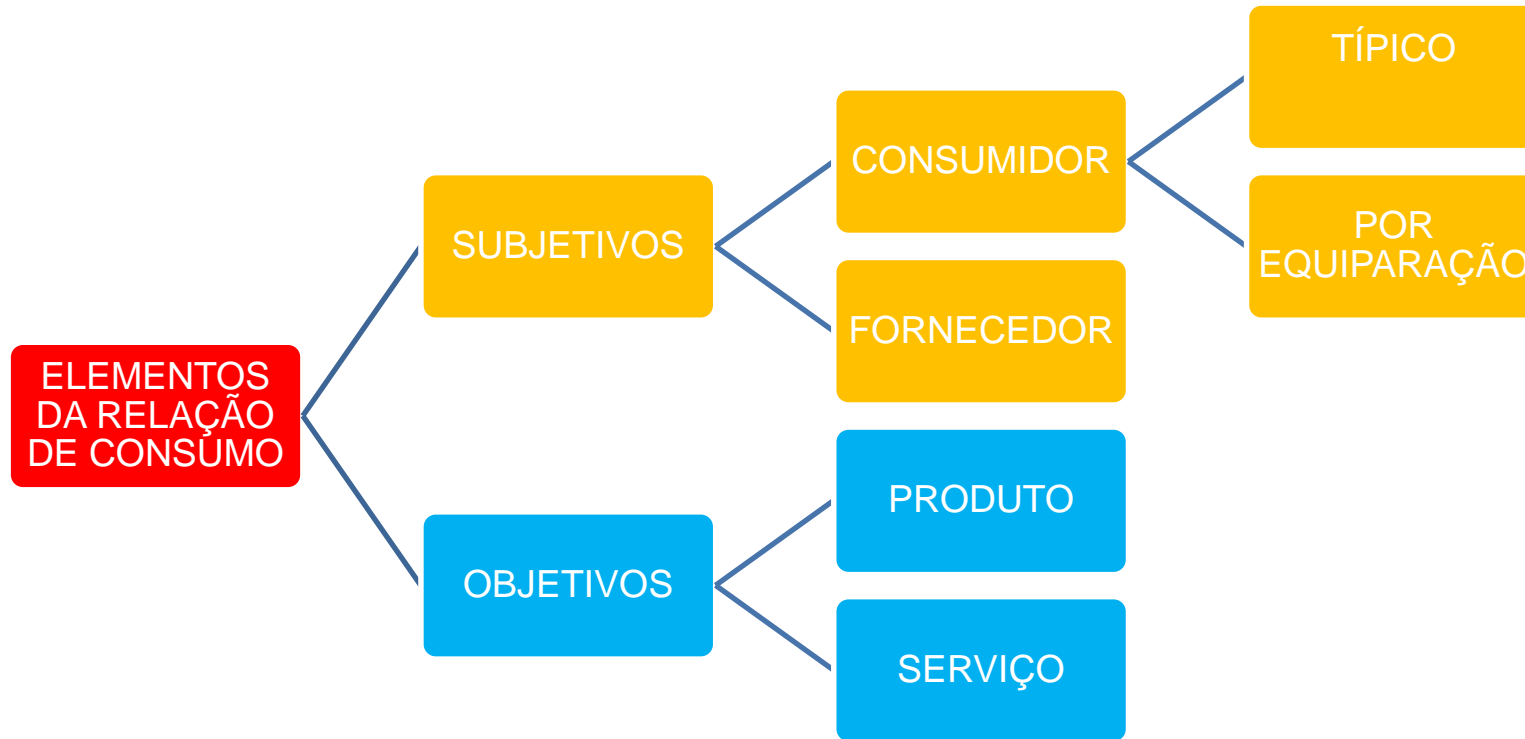 ELEMENTOS
DA RELAÇÃO
DE CONSUMO
SUBJETIVOS
CONSUMIDOR
TÍPICO
POR
EQUIPARAÇÃO
FORNECEDOR
OBJETIVOS
PRODUTO
SERVIÇO